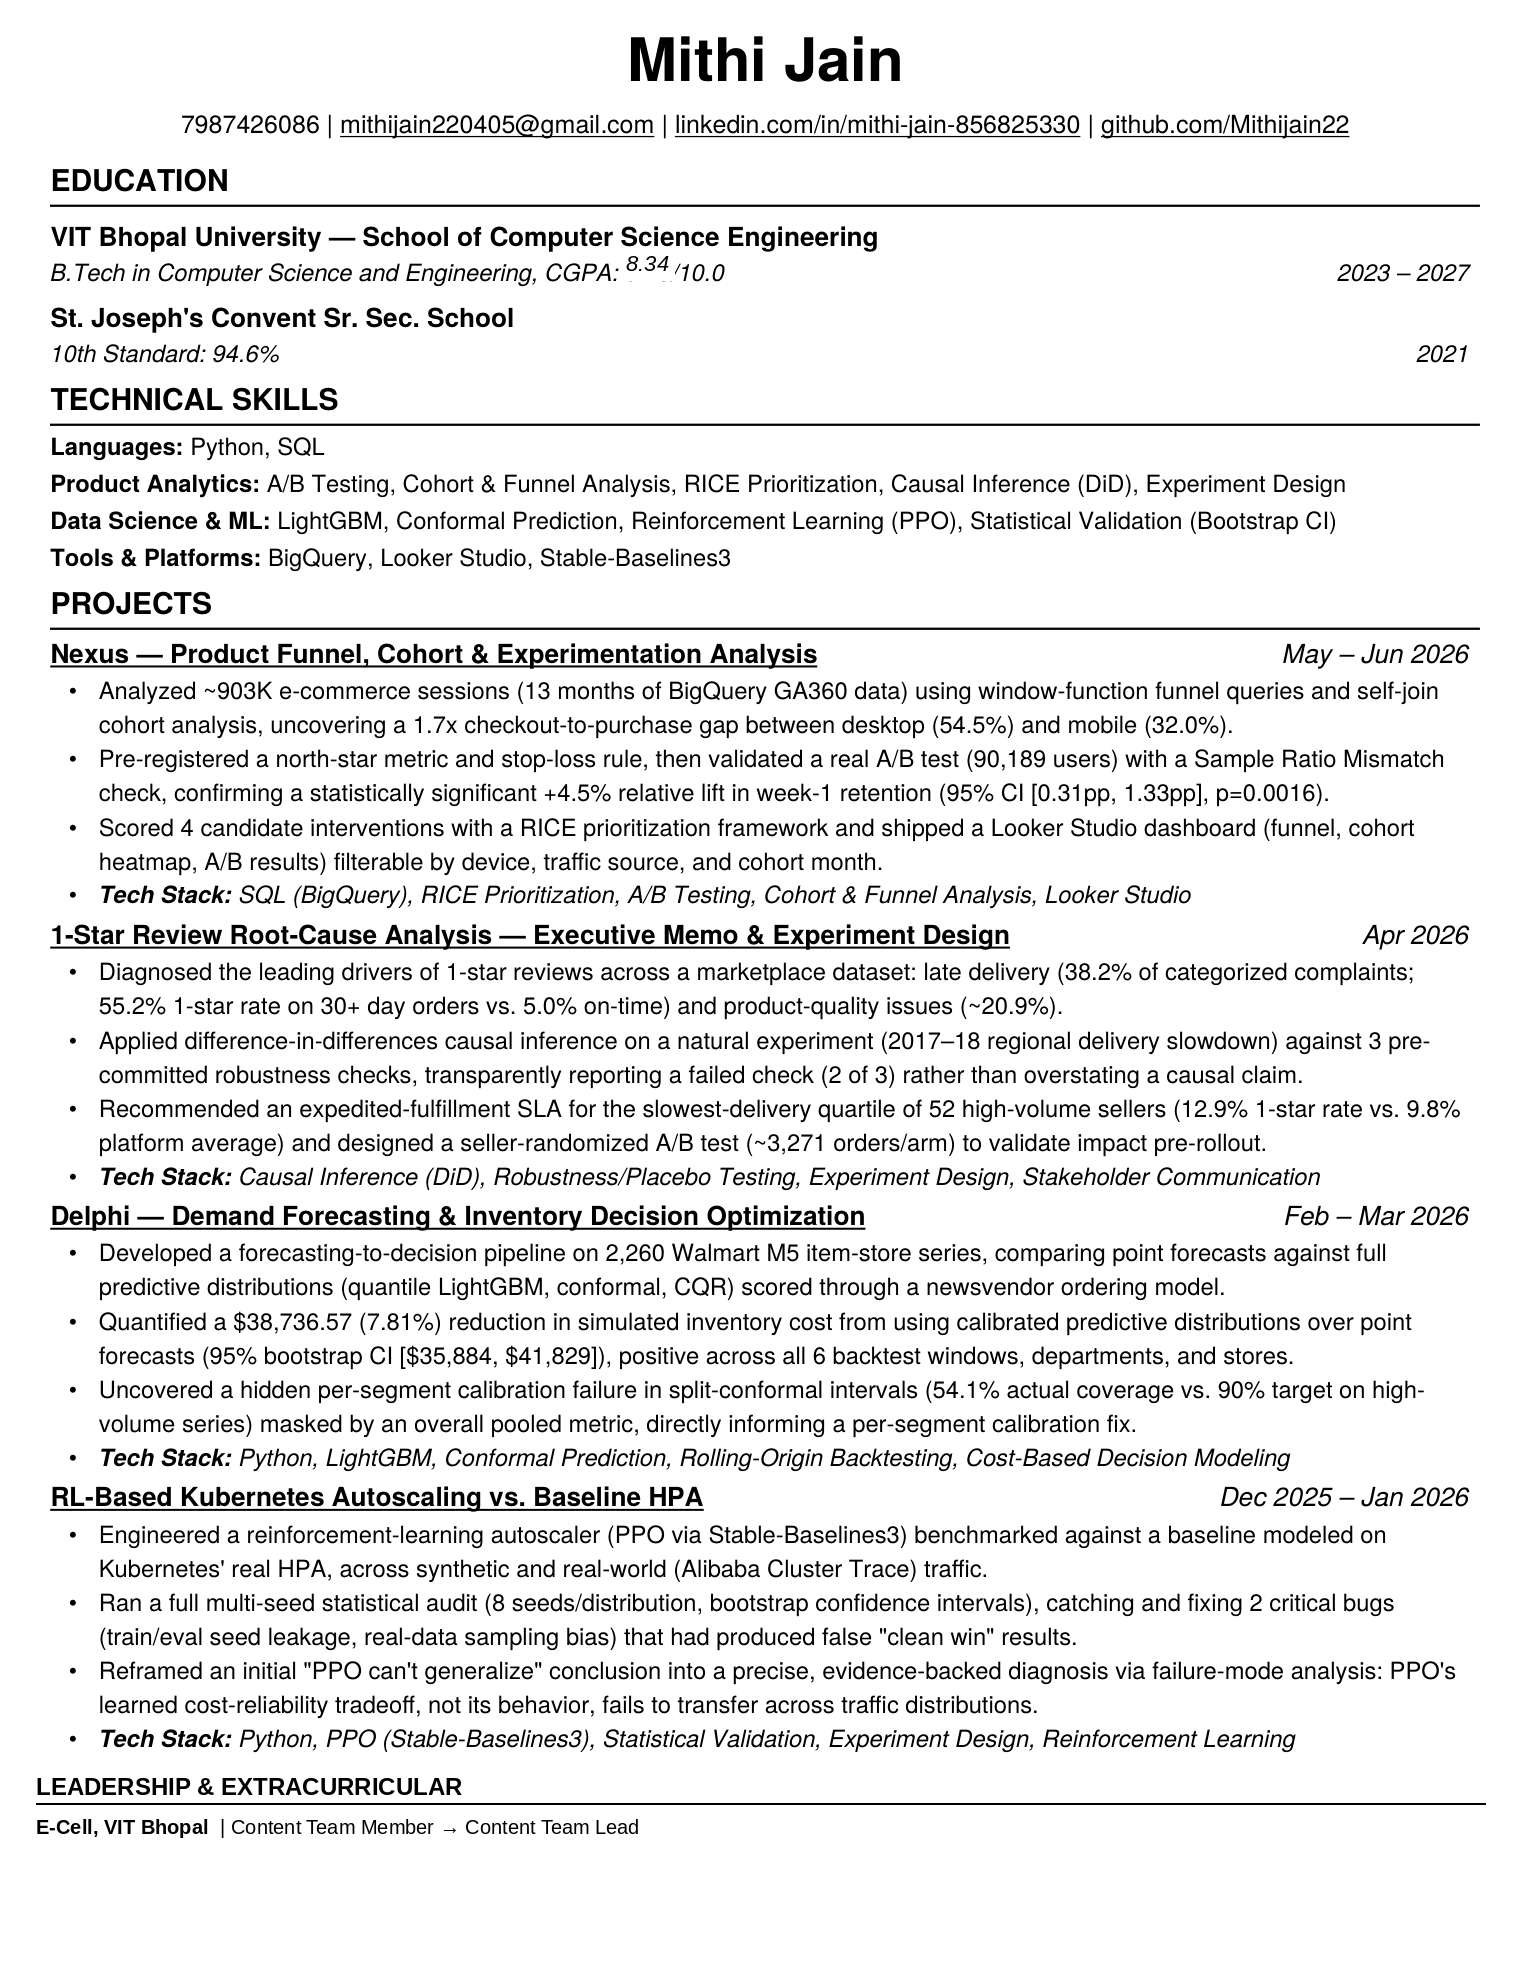 Mithi Jain
7987426086 | mithijain220405@gmail.com | linkedin.com/in/mithi-jain-856825330 | github.com/Mithijain22
EDUCATION
VIT Bhopal University — School of Computer Science Engineering
B.Tech in Computer Science and Engineering, CGPA: 8.34 /10.0 2023 – 2027
St. Joseph's Convent Sr. Sec. School
10th Standard: 94.6% 2021
TECHNICAL SKILLS
Languages: Python, SQL
Product Analytics: A/B Testing, Cohort & Funnel Analysis, RICE Prioritization, Causal Inference (DiD), Experiment Design
Data Science & ML: LightGBM, Conformal Prediction, Reinforcement Learning (PPO), Statistical Validation (Bootstrap CI)
Tools & Platforms: BigQuery, Looker Studio, Stable-Baselines3
PROJECTS
Nexus — Product Funnel, Cohort & Experimentation Analysis May – Jun 2026
• Analyzed ~903K e-commerce sessions (13 months of BigQuery GA360 data) using window-function funnel queries and self-join
cohort analysis, uncovering a 1.7x checkout-to-purchase gap between desktop (54.5%) and mobile (32.0%).
• Pre-registered a north-star metric and stop-loss rule, then validated a real A/B test (90,189 users) with a Sample Ratio Mismatch
check, confirming a statistically significant +4.5% relative lift in week-1 retention (95% CI [0.31pp, 1.33pp], p=0.0016).
• Scored 4 candidate interventions with a RICE prioritization framework and shipped a Looker Studio dashboard (funnel, cohort
heatmap, A/B results) filterable by device, traffic source, and cohort month.
• Tech Stack: SQL (BigQuery), RICE Prioritization, A/B Testing, Cohort & Funnel Analysis, Looker Studio
1-Star Review Root-Cause Analysis — Executive Memo & Experiment Design Apr 2026
• Diagnosed the leading drivers of 1-star reviews across a marketplace dataset: late delivery (38.2% of categorized complaints;
55.2% 1-star rate on 30+ day orders vs. 5.0% on-time) and product-quality issues (~20.9%).
• Applied difference-in-differences causal inference on a natural experiment (2017–18 regional delivery slowdown) against 3 pre-
committed robustness checks, transparently reporting a failed check (2 of 3) rather than overstating a causal claim.
• Recommended an expedited-fulfillment SLA for the slowest-delivery quartile of 52 high-volume sellers (12.9% 1-star rate vs. 9.8%
platform average) and designed a seller-randomized A/B test (~3,271 orders/arm) to validate impact pre-rollout.
• Tech Stack: Causal Inference (DiD), Robustness/Placebo Testing, Experiment Design, Stakeholder Communication
Delphi — Demand Forecasting & Inventory Decision Optimization Feb – Mar 2026
• Developed a forecasting-to-decision pipeline on 2,260 Walmart M5 item-store series, comparing point forecasts against full
predictive distributions (quantile LightGBM, conformal, CQR) scored through a newsvendor ordering model.
• Quantified a $38,736.57 (7.81%) reduction in simulated inventory cost from using calibrated predictive distributions over point
forecasts (95% bootstrap CI [$35,884, $41,829]), positive across all 6 backtest windows, departments, and stores.
• Uncovered a hidden per-segment calibration failure in split-conformal intervals (54.1% actual coverage vs. 90% target on high-
volume series) masked by an overall pooled metric, directly informing a per-segment calibration fix.
• Tech Stack: Python, LightGBM, Conformal Prediction, Rolling-Origin Backtesting, Cost-Based Decision Modeling
RL-Based Kubernetes Autoscaling vs. Baseline HPA Dec 2025 – Jan 2026
• Engineered a reinforcement-learning autoscaler (PPO via Stable-Baselines3) benchmarked against a baseline modeled on
Kubernetes' real HPA, across synthetic and real-world (Alibaba Cluster Trace) traffic.
• Ran a full multi-seed statistical audit (8 seeds/distribution, bootstrap confidence intervals), catching and fixing 2 critical bugs
(train/eval seed leakage, real-data sampling bias) that had produced false "clean win" results.
• Reframed an initial "PPO can't generalize" conclusion into a precise, evidence-backed diagnosis via failure-mode analysis: PPO's
learned cost-reliability tradeoff, not its behavior, fails to transfer across traffic distributions.
• Tech Stack: Python, PPO (Stable-Baselines3), Statistical Validation, Experiment Design, Reinforcement Learning
LEADERSHIP & EXTRACURRICULAR
E-Cell, VIT Bhopal | Content Team Member → Content Team Lead